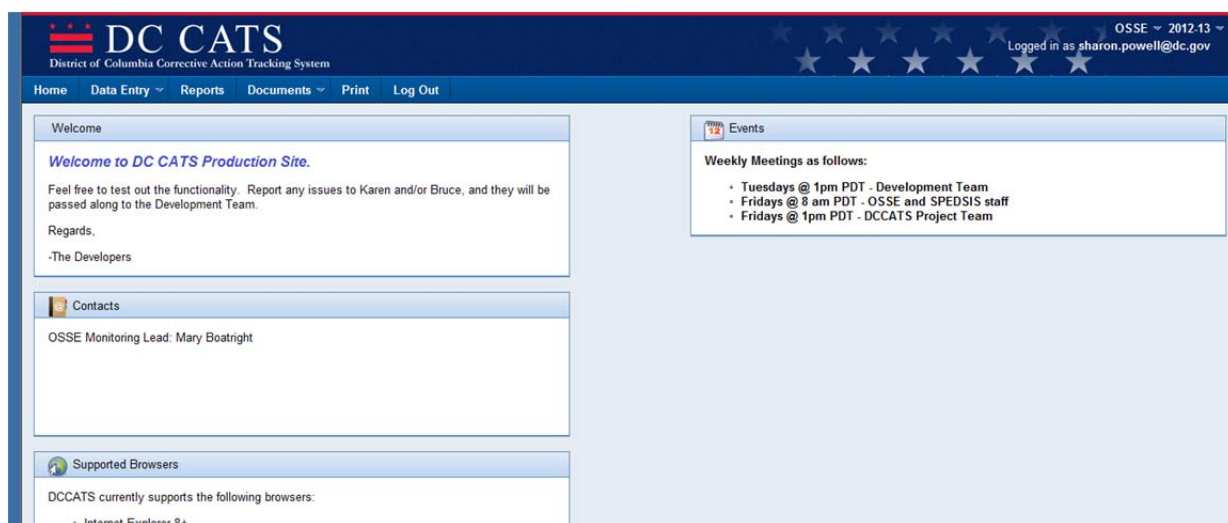 DC CATS
District of Columbia Corrective Action Tracking System
OSSE 2012-13
Logged in as sharon.powell@dc.gov
Home Data Entry Reports Documents Print Log Out
Welcome
Welcome to DC CATS Production Site.
Feel free to test out the functionality. Report any issues to Karen and/or Bruce, and they will be
passed along to the Development Team.
Regards,
-The Developers
Contacts
OSSE Monitoring Lead: Mary Boatright
Supported Browsers
DCCATS currently supports the following browsers:
Internet Explorer 8+
12 Events
Weekly Meetings as follows:
Tuesdays @ 1pm PDT - Development Team
Fridays @ 8 am PDT - OSSE and SPEDSIS staff
Fridays @ 1pm PDT - DCCATS Project Team